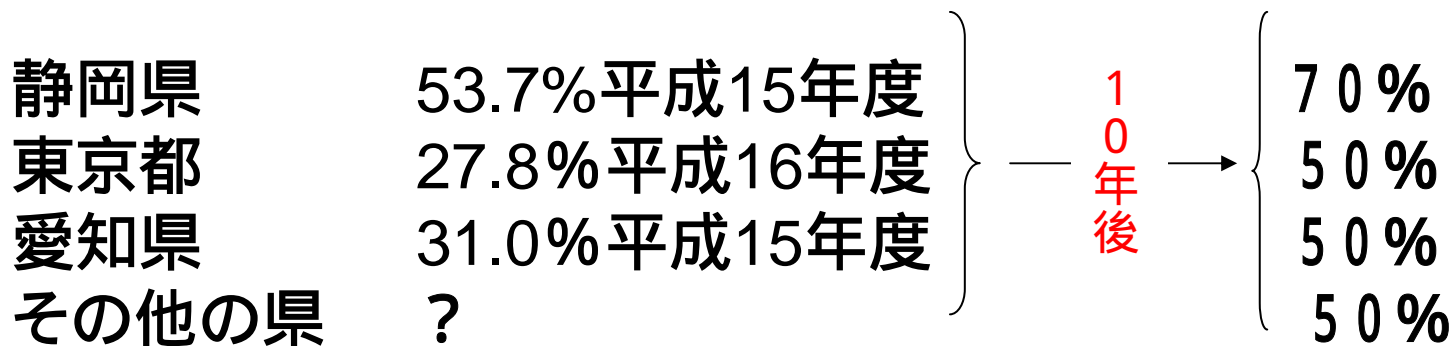 静岡県 53.7%平成15年度 70%
東京都 27.8%平成16年度 10年後 50%
愛知県 31.0%平成15年度 50%
その他の県 ? 50%